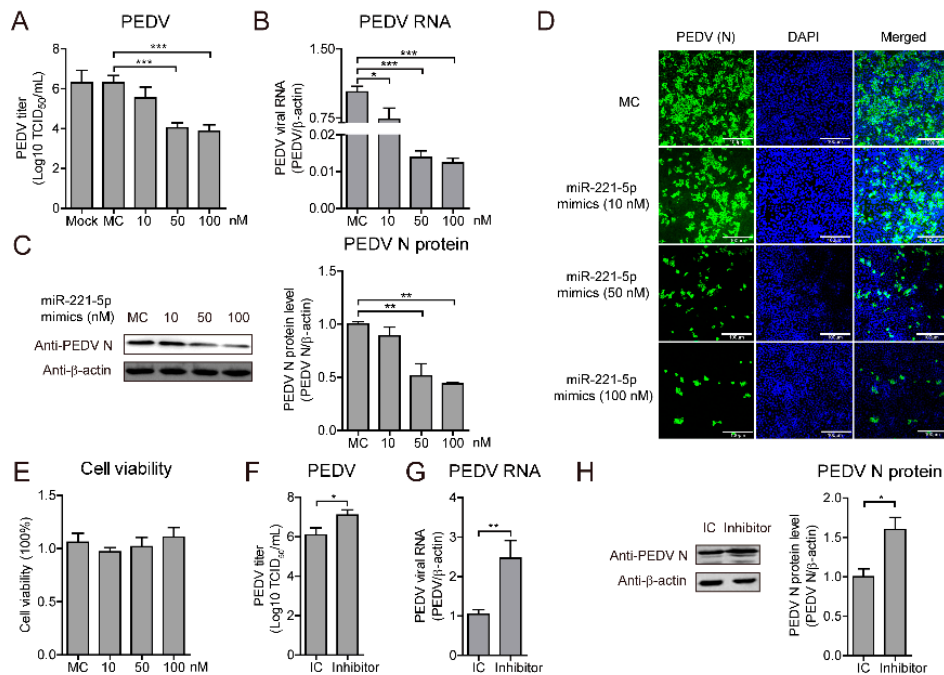 A
PEDV
PEDV titer
(Log10 TCID50/mL)
8
6
4
2
0
***
***
Mock MC 10 50 100 nM
B
PEDV RNA
PEDV viral RNA
(PEDV/β-actin)
1.50
0.75
0.02
0.01
0.00
***
***
*
MC 10 50 100 nM
C
miR-221-5p
mimics (nM) MC 10 50 100
Anti-PEDV N
Anti-β-actin
PEDV N protein
PEDV N protein level
(PEDV N/β-actin)
1.5
1.0
0.5
0.0
**
**
MC 10 50 100 nM
D
PEDV (N) DAPI Merged
MC
miR-221-5p
mimics (10 nM)
miR-221-5p
mimics (50 nM)
miR-221-5p
mimics (100 nM)
E
Cell viability
Cell viability (100%)
1.5
1.0
0.5
0.0
MC 10 50 100 nM
F
PEDV
PEDV titer
(Log10 TCID50/mL)
8
6
4
2
0
*
IC Inhibitor
G
PEDV RNA
PEDV viral RNA
(PEDV/β-actin)
4
3
2
1
0
**
IC Inhibitor
H
IC Inhibitor
Anti-PEDV N
Anti-β-actin
PEDV N protein
PEDV N protein level
(PEDV N/β-actin)
2.0
1.5
1.0
0.5
0.0
*
IC Inhibitor